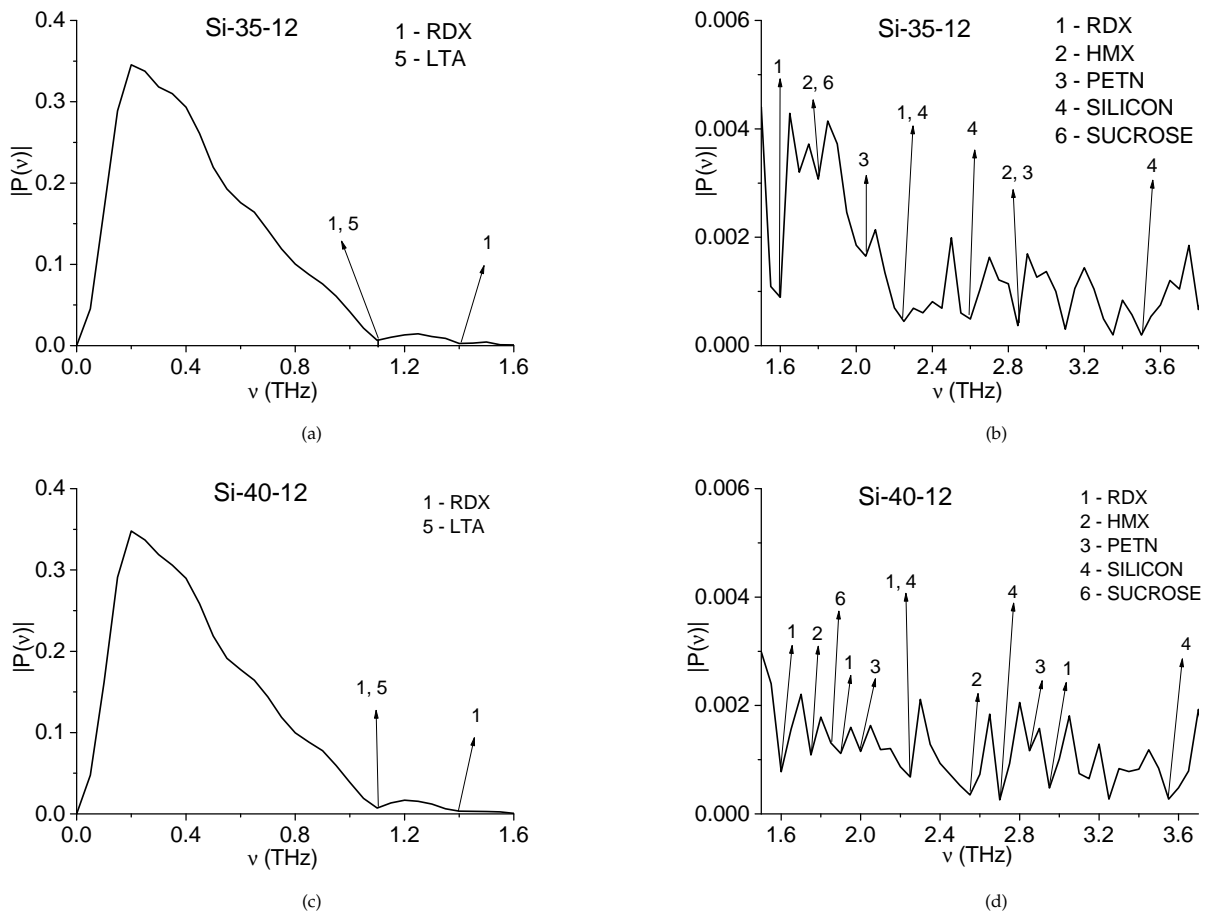 Si-35-12
1 - RDX
5 - LTA
0.4
0.3
0.2
0.1
0.0
|P(ν)|
1, 5
1
0.0
0.4
0.8
1.2
1.6
ν (THz)
(a)
Si-35-12
1 - RDX
2 - HMX
3 - PETN
4 - SILICON
6 - SUCROSE
0.006
0.004
0.002
0.000
|P(ν)|
1
2, 6
3
1, 4
4
2, 3
4
1.6
2.0
2.4
2.8
3.2
3.6
ν (THz)
(b)
Si-40-12
1 - RDX
5 - LTA
0.4
0.3
0.2
0.1
0.0
|P(ν)|
1, 5
1
0.0
0.4
0.8
1.2
1.6
ν (THz)
(c)
Si-40-12
1 - RDX
2 - HMX
3 - PETN
4 - SILICON
6 - SUCROSE
0.006
0.004
0.002
0.000
|P(ν)|
1
2
6
1
3
1, 4
2
4
3
1
4
1.6
2.0
2.4
2.8
3.2
3.6
ν (THz)
(d)